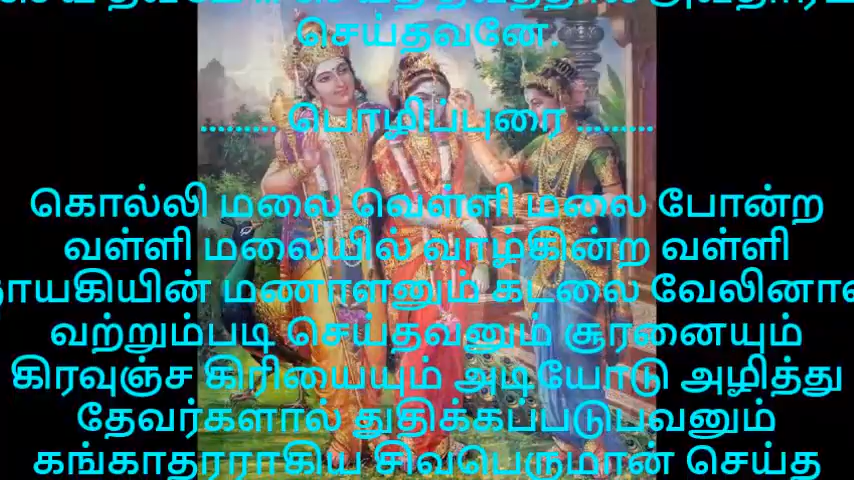 செய்தவனே.
......... பொழிப்புரை .........
கொல்லி மலை வெள்ளி மலை போன்ற
வள்ளி மலையில் வாழ்கின்ற வள்ளி
மணாளனும் கடலை
வற்றும்படி செய்தவனும் சூரனையும்
கிரவுஞ்ச கிரியையும் அடியோடு அழித்து
தேவர்களால் துதிக்கப்படுபவனும்
கங்காதரராகிய சிவபெருமான் செய்த